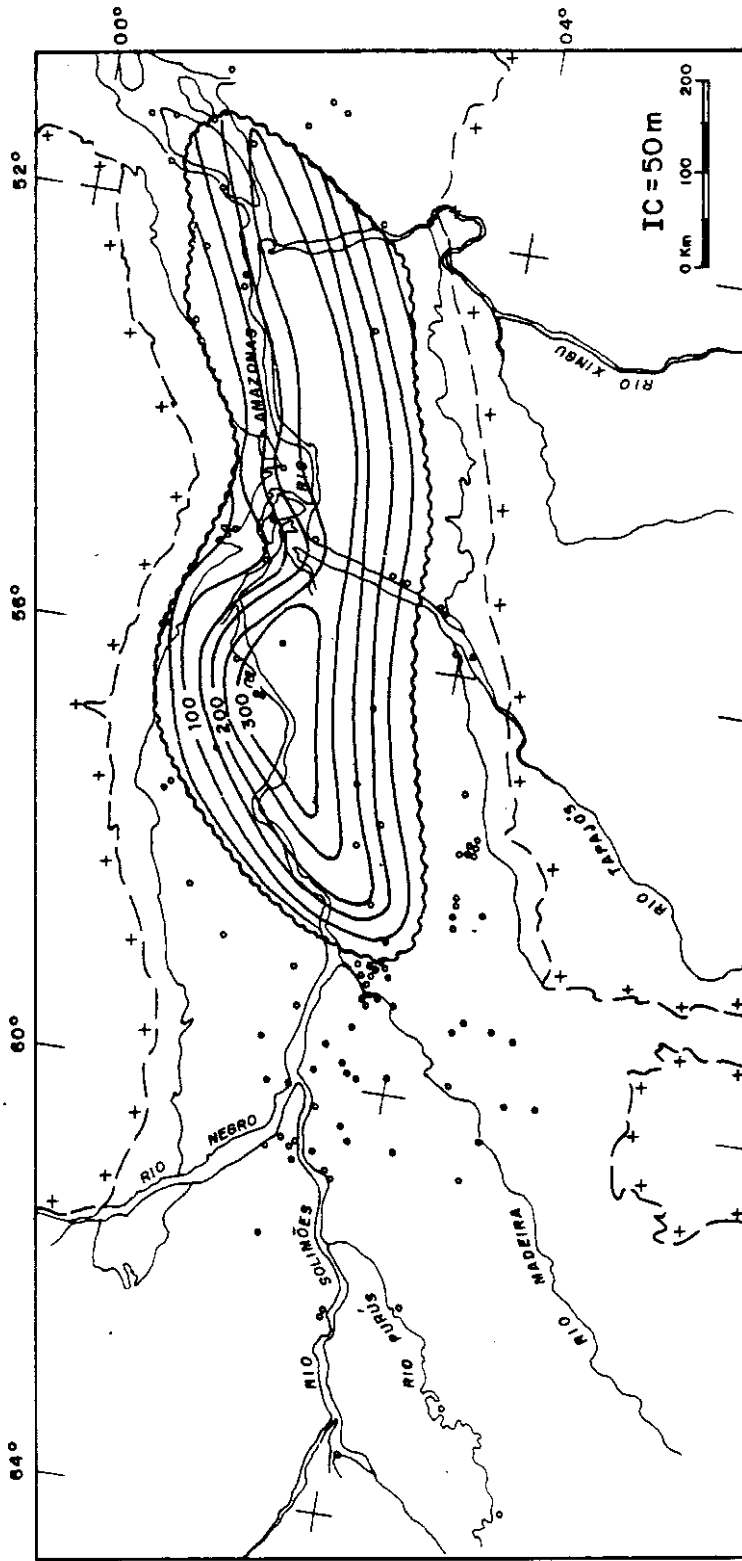 64°
60°
56°
52°
00°
04°
RIO
NEGRO
RIO
SOLIMÕES
RIO
PURUS
RIO
MADEIRA
RIO
TAPAJÓS
RIO
XINGU
RIO
AMAZONAS
100
200
300
IC=50m
0 Km 100 200